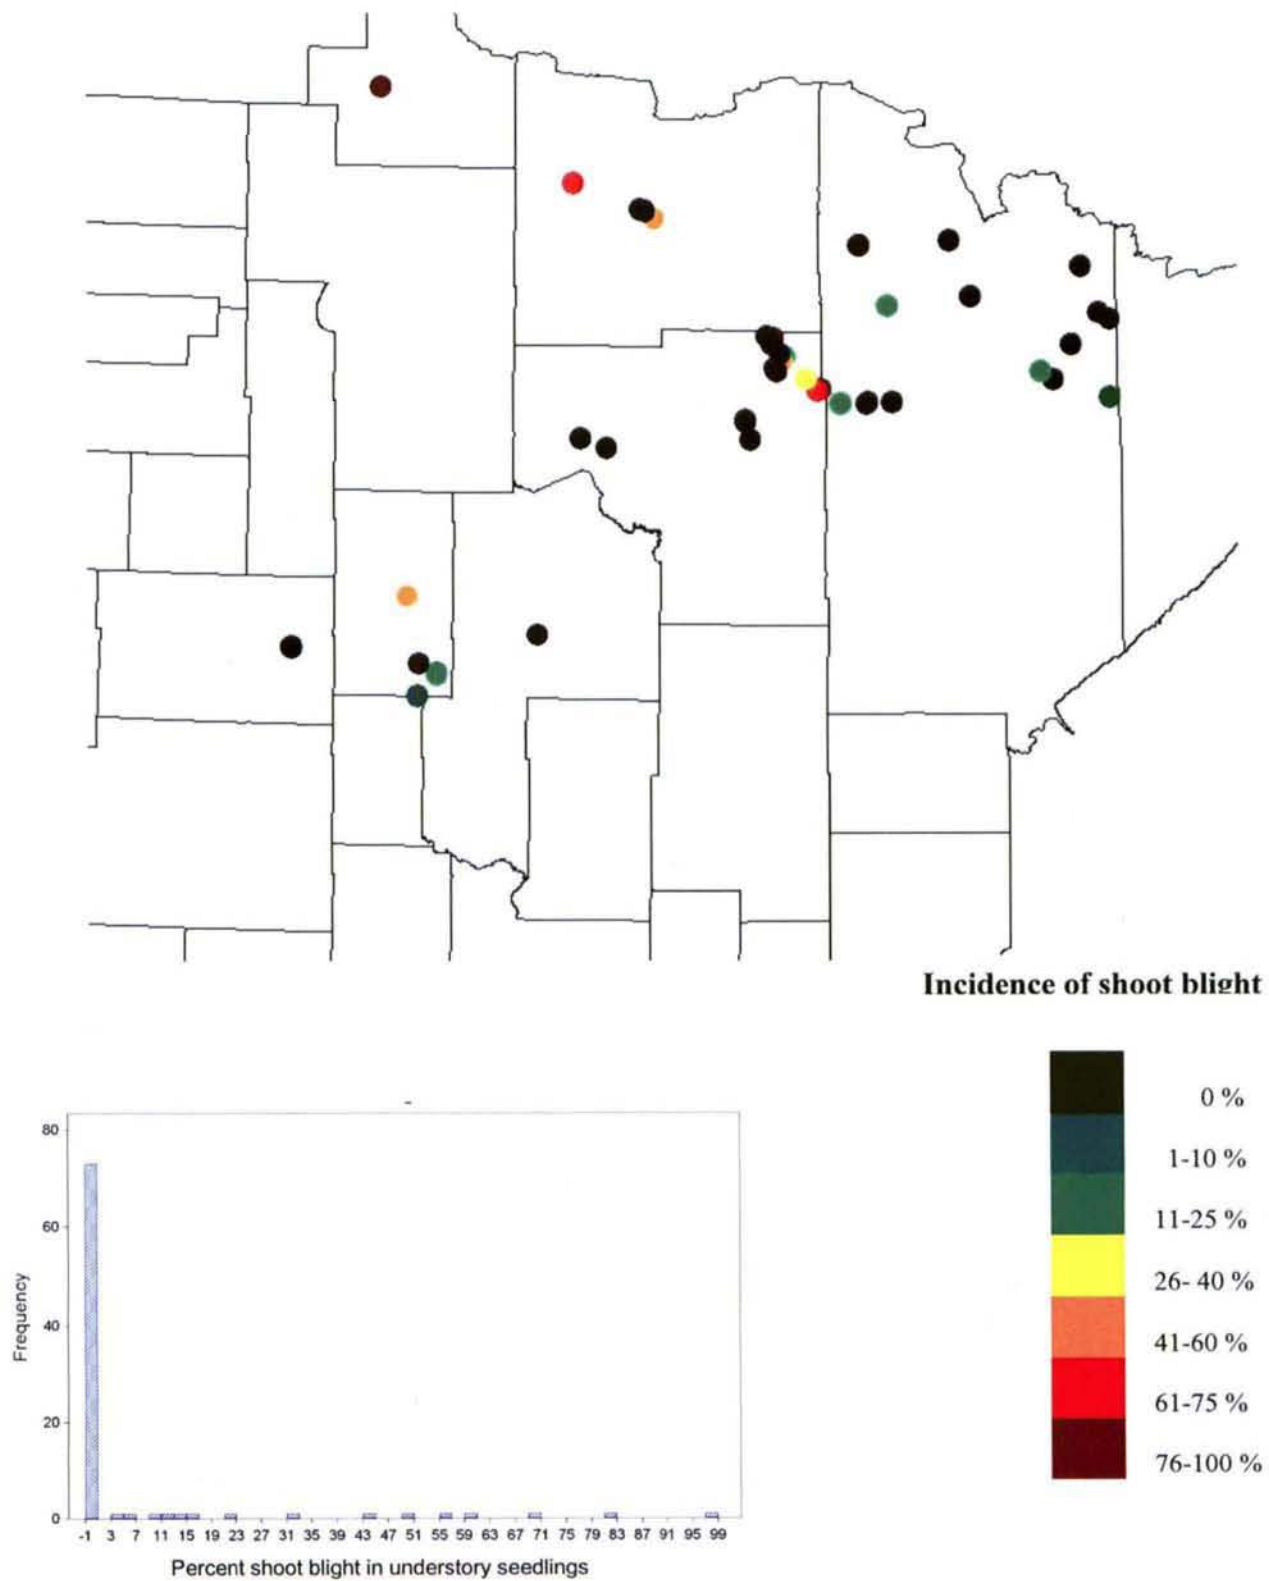 Incidence of shoot blight
0 %
1-10 %
11-25 %
26- 40 %
41-60 %
61-75 %
76-100 %
80
60
40
20
0
Frequency
-1 3 7 11 15 19 23 27 31 35 39 43 47 51 55 59 63 67 71 75 79 83 87 91 95 99
Percent shoot blight in understory seedlings